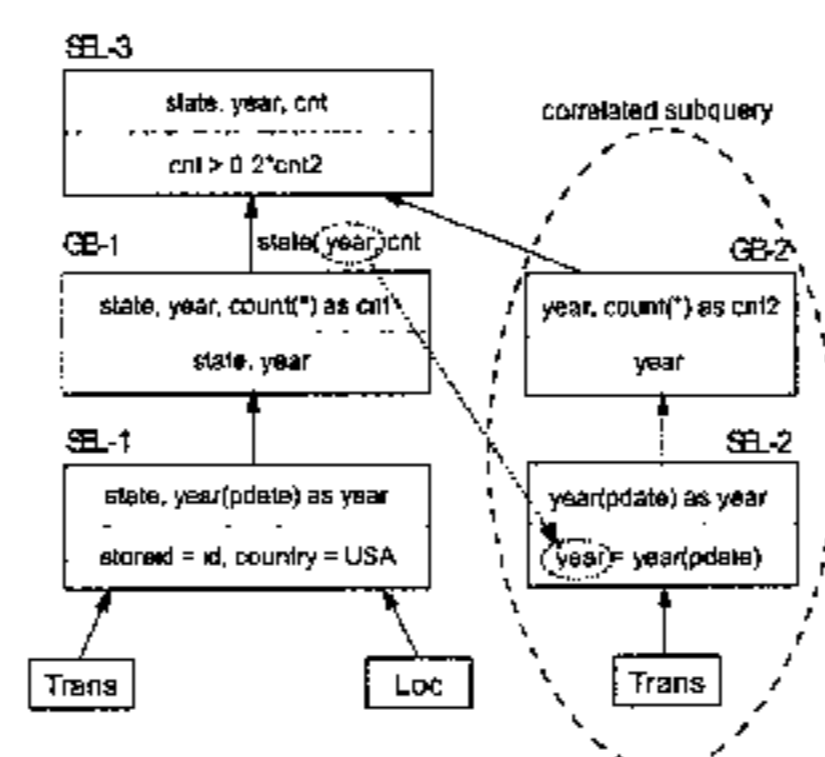 SEL-3
state, year, cnt
cnt > 0.2*cnt2
correlated subquery
GB-1
state, year, cnt
state, year, count(*) as cnt
state, year
GB-2
year, count(*) as cnt2
year
SEL-1
state, year(pdate) as year
storeid = id, country = USA
SEL-2
year(pdate) as year
year = year(pdate)
Trans
Loc
Trans